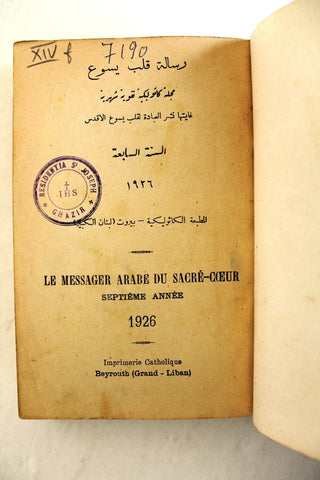 XIV f
7190
رسالة قلب يسوع
مجلة كاثوليكية تقوية شهرية
غايتها نشر العبادة لقلب يسوع الاقدس
السنة السابعة
١٩٢٦
RESIDENTIA Sti JOSEPH
IHS
GHAZIR
المطبعة الكاثوليكية – بيروت (لبنان الكبير)
LE MESSAGER ARABE DU SACRÉ-CŒUR
SEPTIÈME ANNÉE
1926
Imprimerie Catholique
Beyrouth (Grand - Liban)